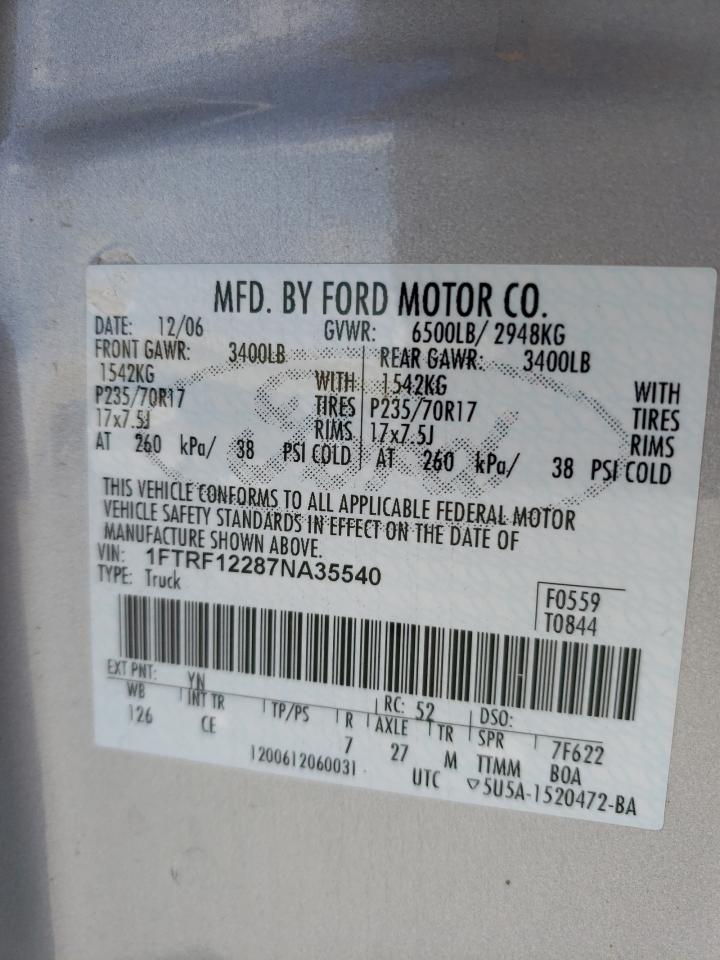 MFD. BY FORD MOTOR CO.
DATE: 12/06 GVWR: 6500LB/ 2948KG
FRONT GAWR: 3400LB REAR GAWR: 3400LB
1542KG WITH 1542KG WITH
P235/70R17 TIRES P235/70R17 TIRES
17x7.5J RIMS 17x7.5J RIMS
AT 260 kPa/ 38 PSI COLD AT 260 kPa/ 38 PSI COLD
Ford
THIS VEHICLE CONFORMS TO ALL APPLICABLE FEDERAL MOTOR
VEHICLE SAFETY STANDARDS IN EFFECT ON THE DATE OF
MANUFACTURE SHOWN ABOVE.
VIN: 1FTRF12287NA35540
TYPE: Truck
F0559
T0844
EXT PNT: YN RC: 52 DSO:
WB INT TR TP/PS R AXLE TR SPR 7F622
126 CE 7 27 M TTMM BOA
1200612060031 UTC ▽5U5A-1520472-BA